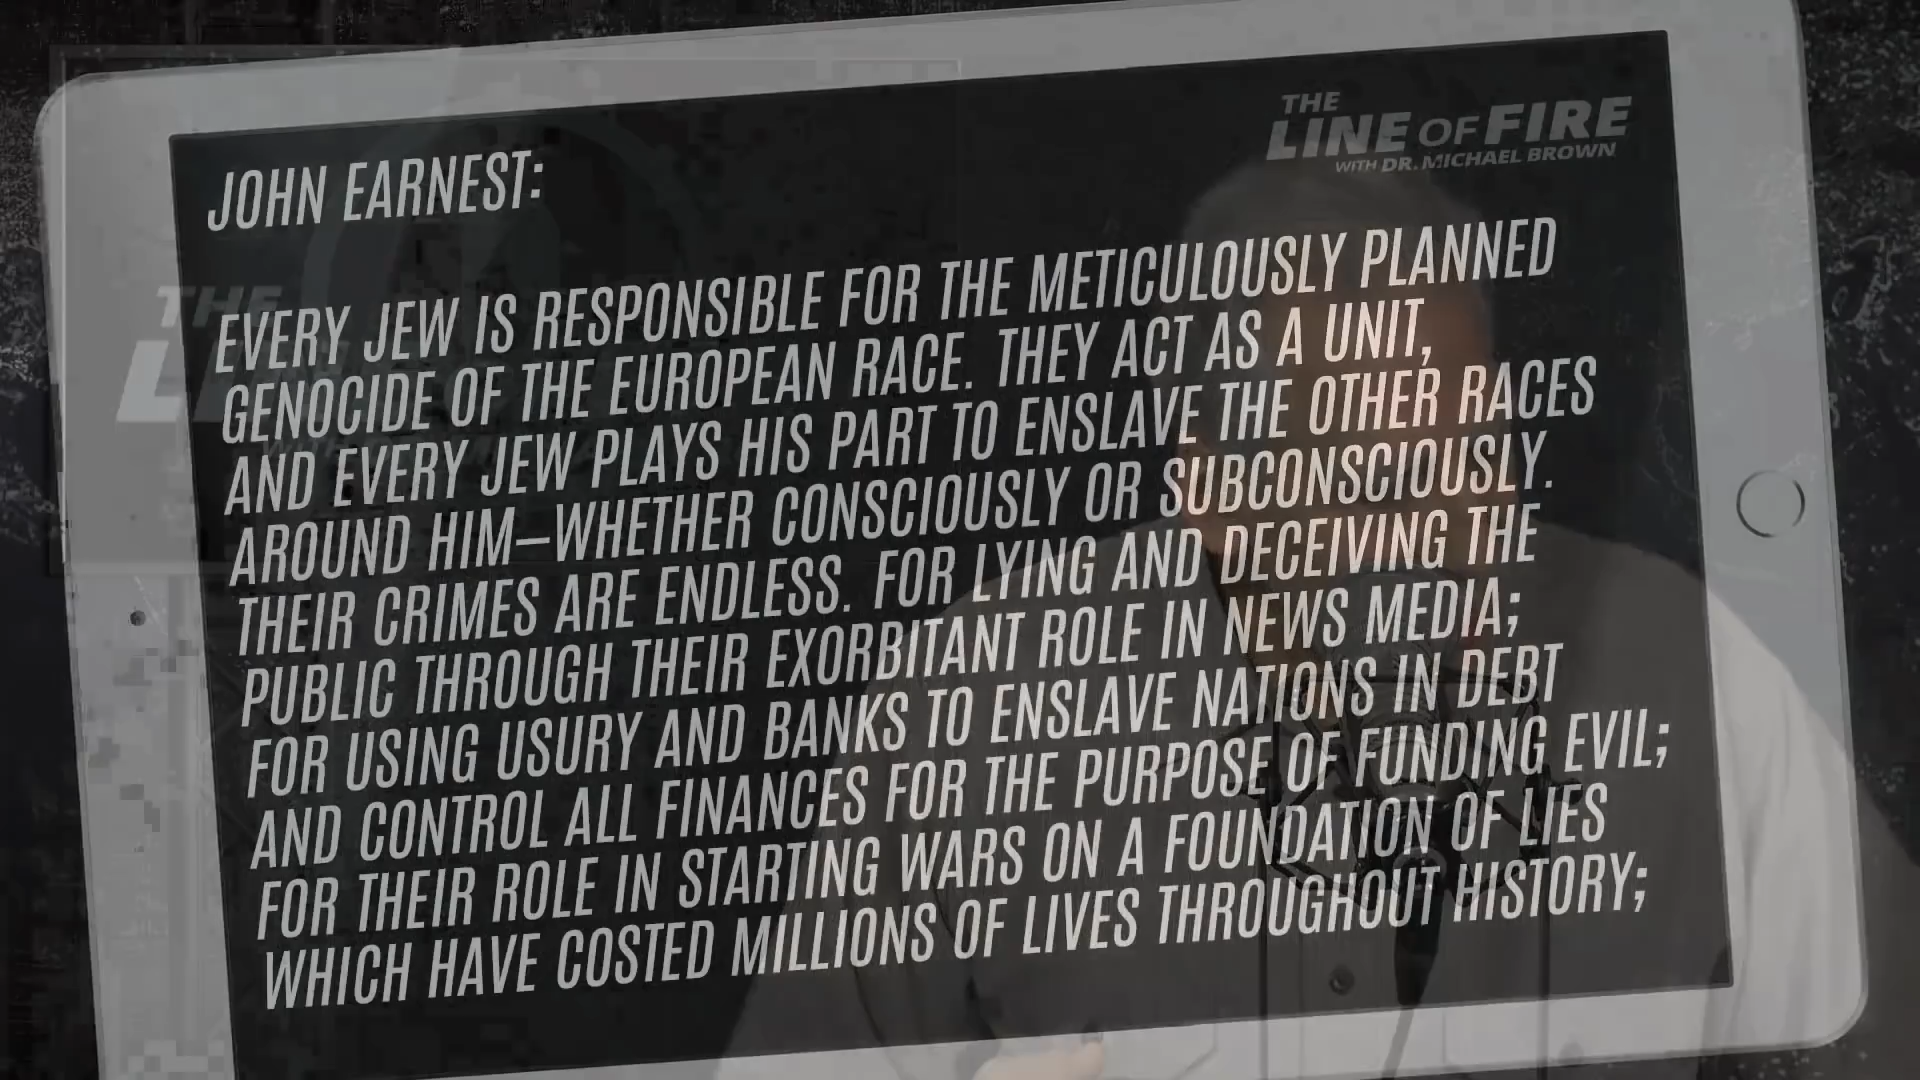 THE
LINE OF FIRE
WITH DR. MICHAEL BROWN
JOHN EARNEST:
EVERY JEW IS RESPONSIBLE FOR THE METICULOUSLY PLANNED
GENOCIDE OF THE EUROPEAN RACE. THEY ACT AS A UNIT,
AND EVERY JEW PLAYS HIS PART TO ENSLAVE THE OTHER RACES
AROUND HIM—WHETHER CONSCIOUSLY OR SUBCONSCIOUSLY.
THEIR CRIMES ARE ENDLESS. FOR LYING AND DECEIVING THE
PUBLIC THROUGH THEIR EXORBITANT ROLE IN NEWS MEDIA;
FOR USING USURY AND BANKS TO ENSLAVE NATIONS IN DEBT
AND CONTROL ALL FINANCES FOR THE PURPOSE OF FUNDING EVIL;
FOR THEIR ROLE IN STARTING WARS ON A FOUNDATION OF LIES
WHICH HAVE COSTED MILLIONS OF LIVES THROUGHOUT HISTORY;
THE